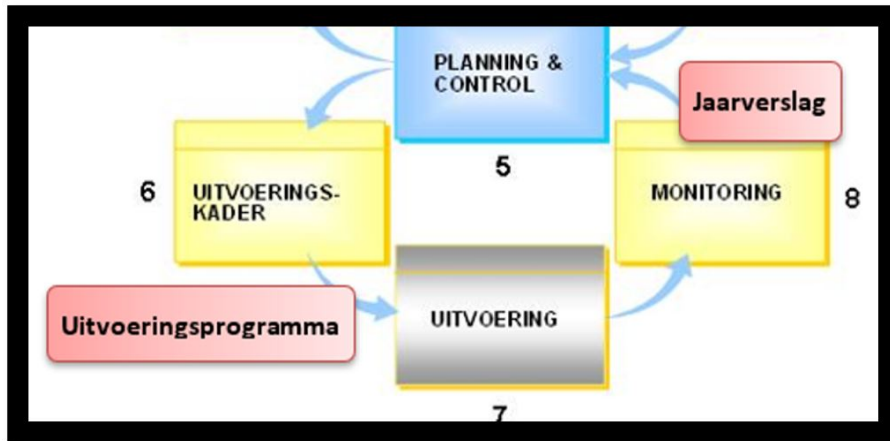 PLANNING &
CONTROL
Jaarverslag
5
6
UITVOERINGS-
KADER
MONITORING
8
Uitvoeringsprogramma
UITVOERING
7